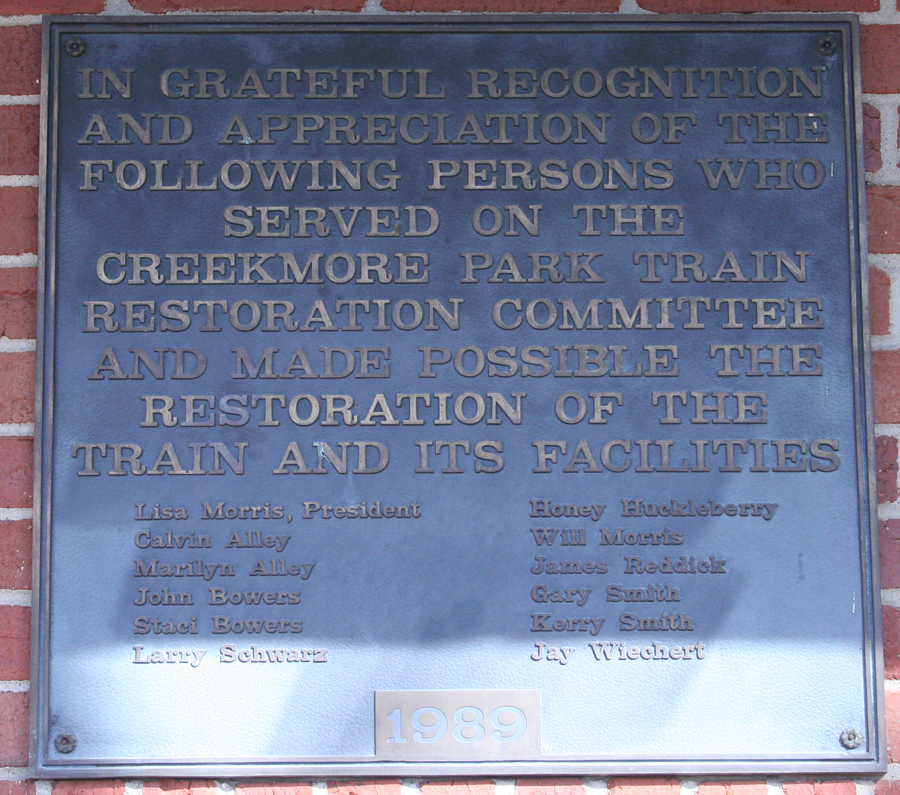 IN GRATEFUL RECOGNITION
AND APPRECIATION OF THE
FOLLOWING PERSONS WHO
SERVED ON THE
CREEKMORE PARK TRAIN
RESTORATION COMMITTEE
AND MADE POSSIBLE THE
RESTORATION OF THE
TRAIN AND ITS FACILITIES
Lisa Morris, President
Calvin Alley
Marilyn Alley
John Bowers
Staci Bowers
Larry Schwarz
Honey Huckleberry
Will Morris
James Reddick
Gary Smith
Kerry Smith
Jay Wiechert
1989